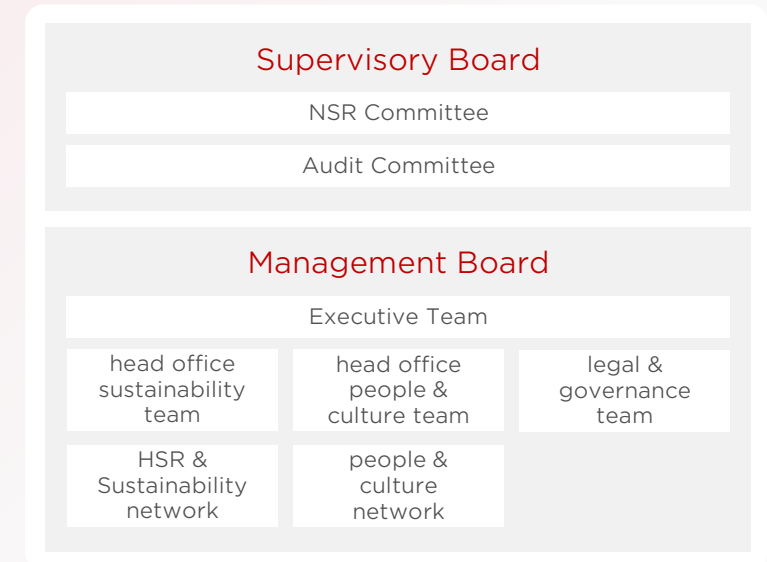 Supervisory Board
NSR Committee
Audit Committee
Management Board
Executive Team
head office
sustainability
team
head office
people &
culture team
legal &
governance
team
HSR &
Sustainability
network
people &
culture
network